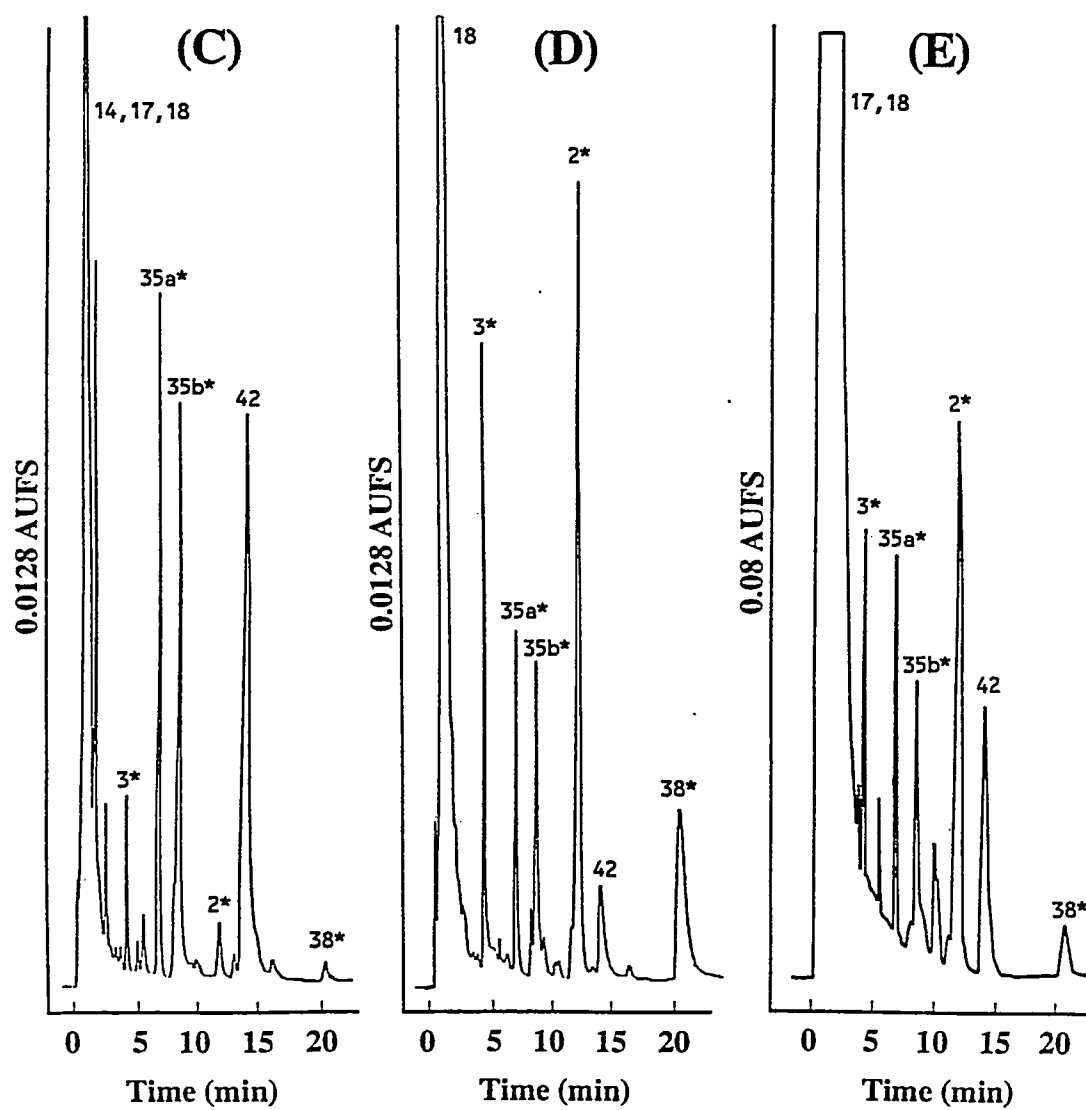 (C)
14,17,18
35a*
35b*
42
3*
2*
38*
0.0128 AUFS
0 5 10 15 20
Time (min)
(D)
18
2*
3*
35a*
35b*
42
38*
0.0128 AUFS
0 5 10 15 20
Time (min)
(E)
17,18
2*
3*
35a*
35b*
42
38*
0.08 AUFS
0 5 10 15 20
Time (min)